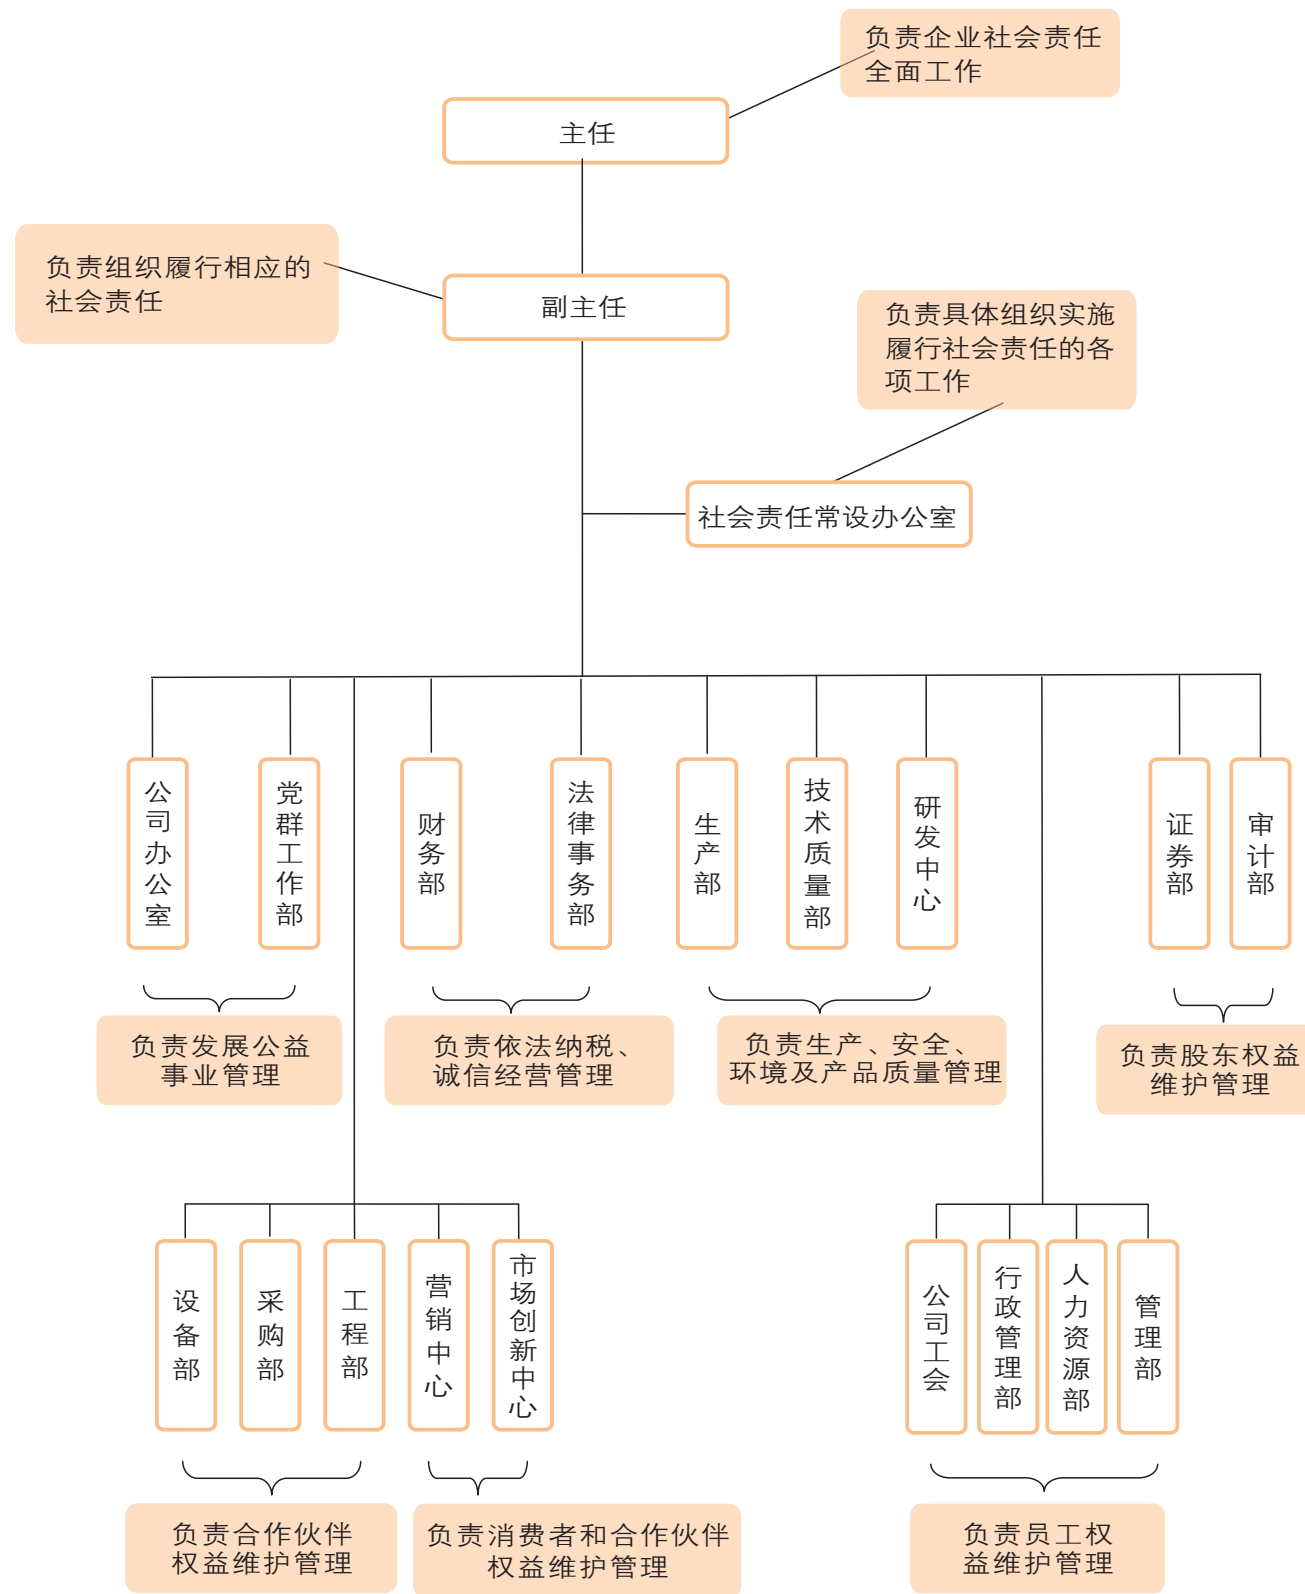 负责企业社会责任
全面工作
主任
负责组织履行相应的
社会责任
副主任
负责具体组织实施
履行社会责任的各
项工作
社会责任常设办公室
公司办公室
党群工作部
财务部
法律事务部
生产部
技术质量部
研发中心
证券部
审计部
负责发展公益
事业管理
负责依法纳税、
诚信经营管理
负责生产、安全、
环境及产品质量管理
负责股东权益
维护管理
设备部
采购部
工程部
营销中心
市场创新中心
公司工会
行政管理部
人力资源部
管理部
负责合作伙伴
权益维护管理
负责消费者和合作伙伴
权益维护管理
负责员工权
益维护管理